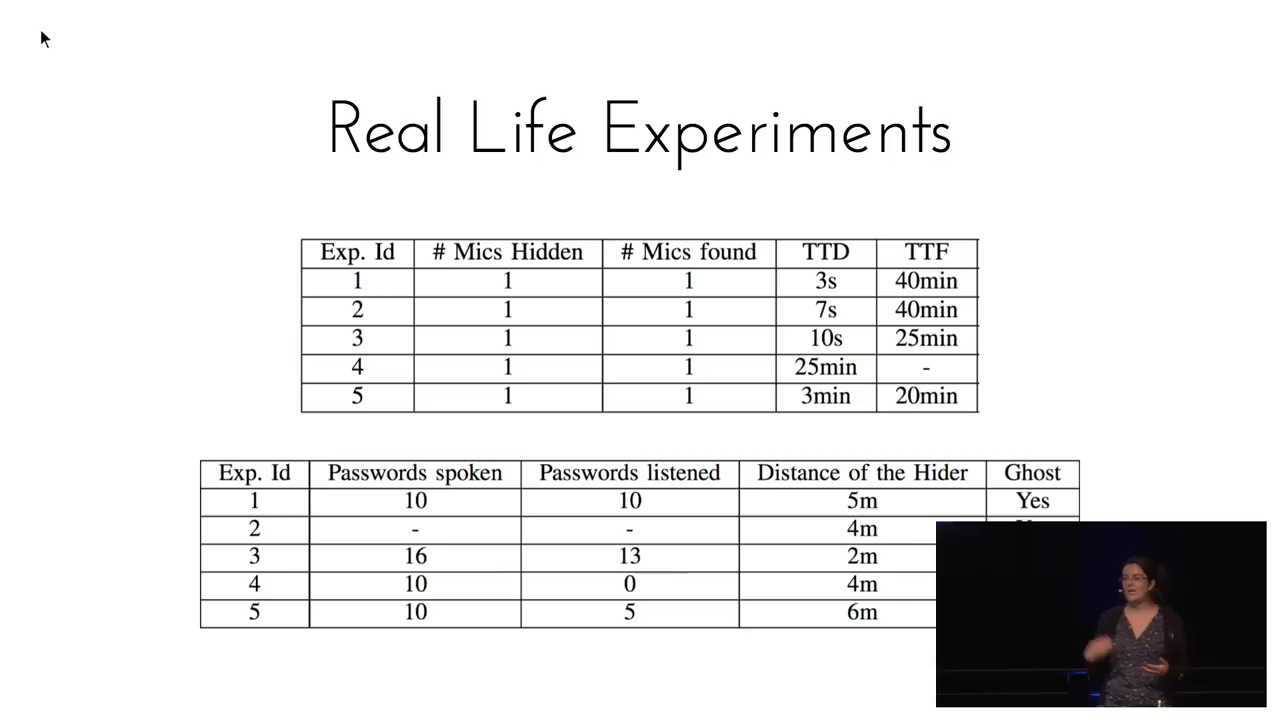 Real Life Experiments
Exp. Id # Mics Hidden # Mics found TTD TTF
1 1 1 3s 40min
2 1 1 7s 40min
3 1 1 10s 25min
4 1 1 25min -
5 1 1 3min 20min
Exp. Id Passwords spoken Passwords listened Distance of the Hider Ghost
1 10 10 5m Yes
2 - - 4m
3 16 13 2m
4 10 0 4m
5 10 5 6m